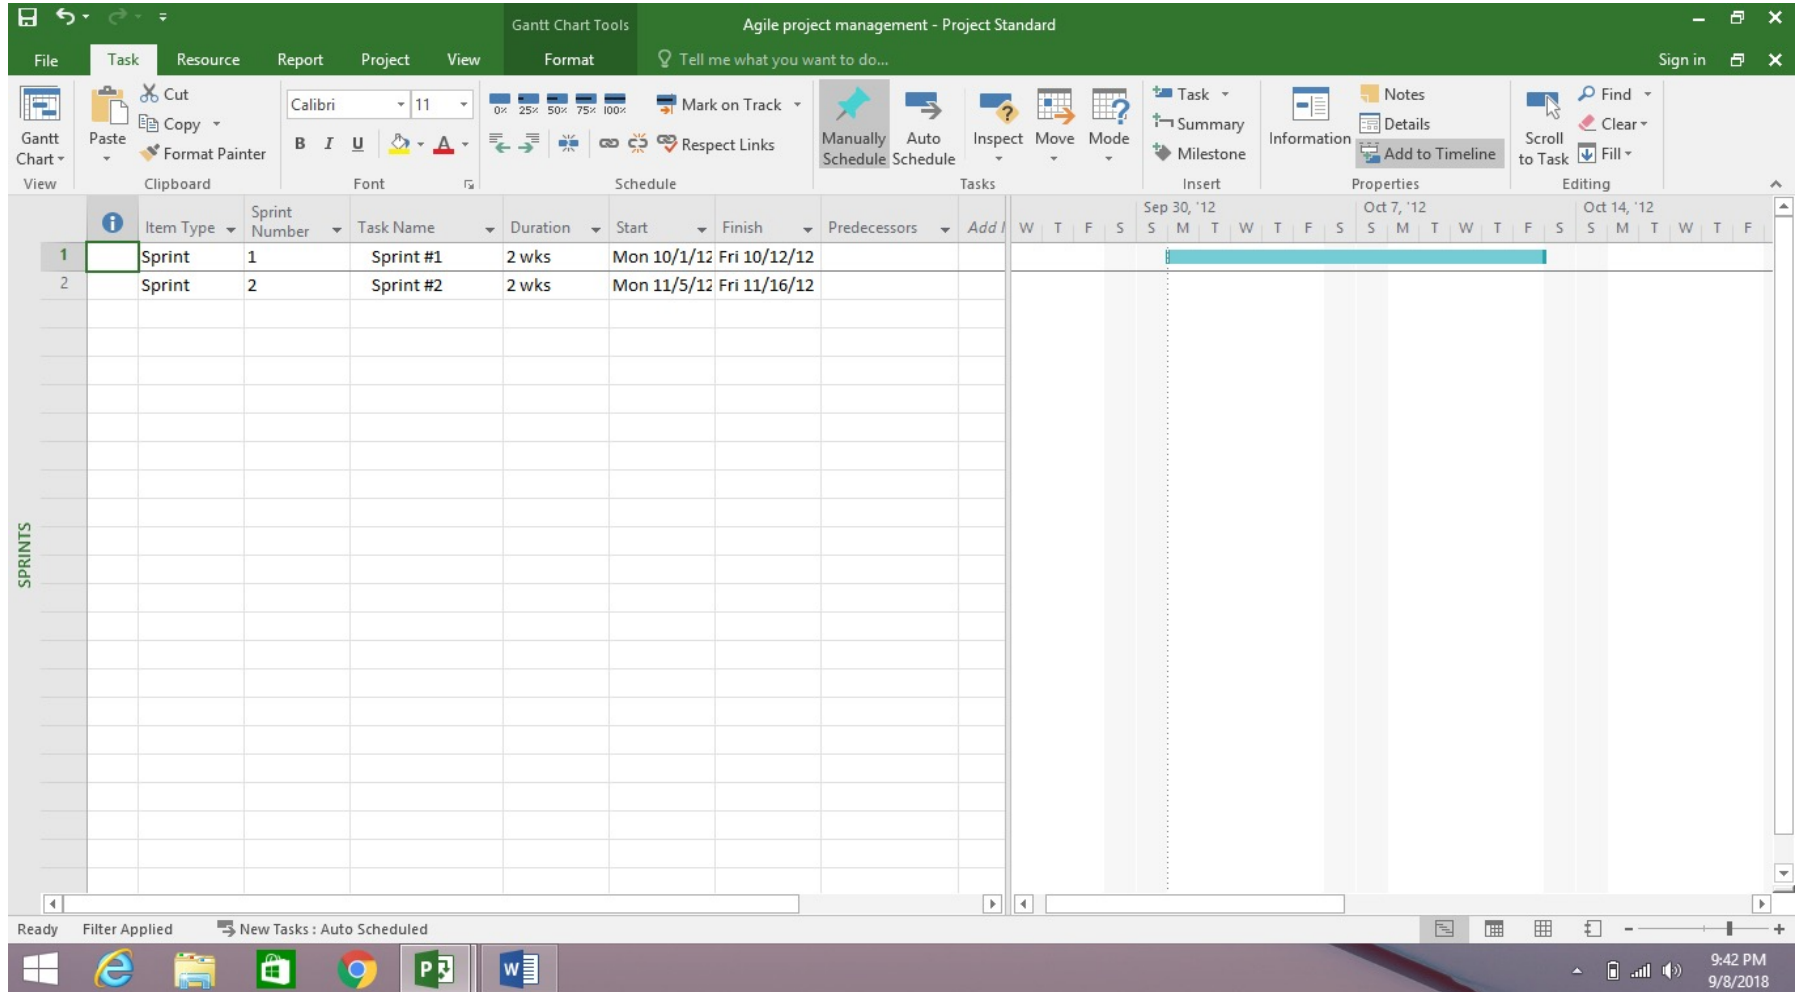 Gantt Chart Tools
Agile project management - Project Standard
File Task Resource Report Project View Format Tell me what you want to do... Sign in
Gantt Chart
View
Paste
Cut
Copy
Format Painter
Clipboard
Calibri 11
B I U A
Font
0% 25% 50% 75% 100%
Mark on Track
Respect Links
Schedule
Manually Schedule
Auto Schedule
Inspect
Move
Mode
Tasks
Task
Summary
Milestone
Insert
Information
Notes
Details
Add to Timeline
Properties
Scroll to Task
Find
Clear
Fill
Editing
Item Type Sprint Number Task Name Duration Start Finish Predecessors Add
Sep 30, '12 Oct 7, '12 Oct 14, '12
W T F S S M T W T F S S M T W T F S S M T W T F
1 Sprint 1 Sprint #1 2 wks Mon 10/1/12 Fri 10/12/12
2 Sprint 2 Sprint #2 2 wks Mon 11/5/12 Fri 11/16/12
SPRINTS
Ready Filter Applied New Tasks : Auto Scheduled
9:42 PM
9/8/2018